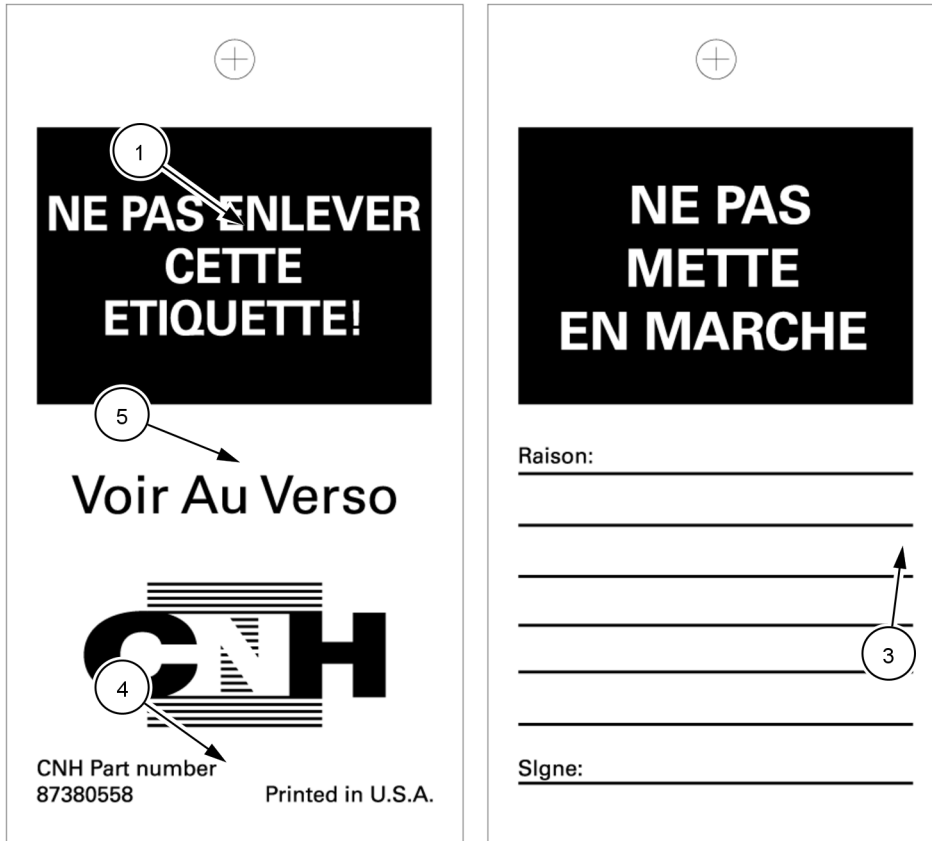 1
NE PAS ENLEVER
CETTE
ETIQUETTE!
5
Voir Au Verso
CNH
4
CNH Part number
87380558
Printed in U.S.A.
NE PAS
METTE
EN MARCHE
Raison:
3
SIgne: